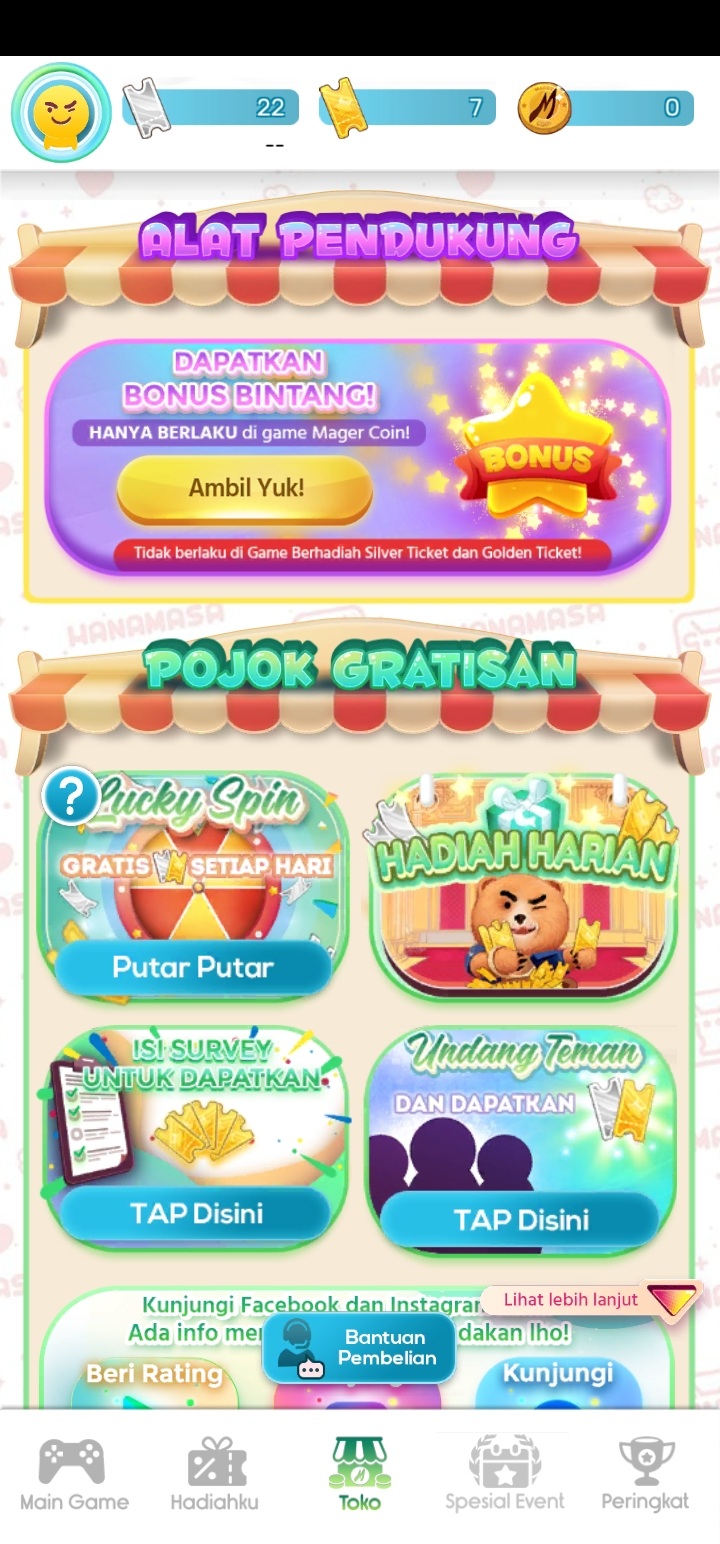 22
7
0
--
ALAT PENDUKUNG
DAPATKAN
BONUS BINTANG!
HANYA BERLAKU di game Mager Coin!
Ambil Yuk!
BONUS
Tidak berlaku di Game Berhadiah Silver Ticket dan Golden Ticket!
HANAMASA
HANAMASA
POJOK GRATISAN
?
Lucky Spin
GRATIS SETIAP HARI
Putar Putar
HADIAH HARIAN
ISI SURVEY
UNTUK DAPATKAN
TAP Disini
Undang Teman
DAN DAPATKAN
TAP Disini
Lihat lebih lanjut
Kunjungi Facebook dan Instagram
Ada info dakan lho!
Bantuan
Pembelian
Beri Rating
Kunjungi
Main Game
Hadiahku
Toko
Spesial Event
Peringkat